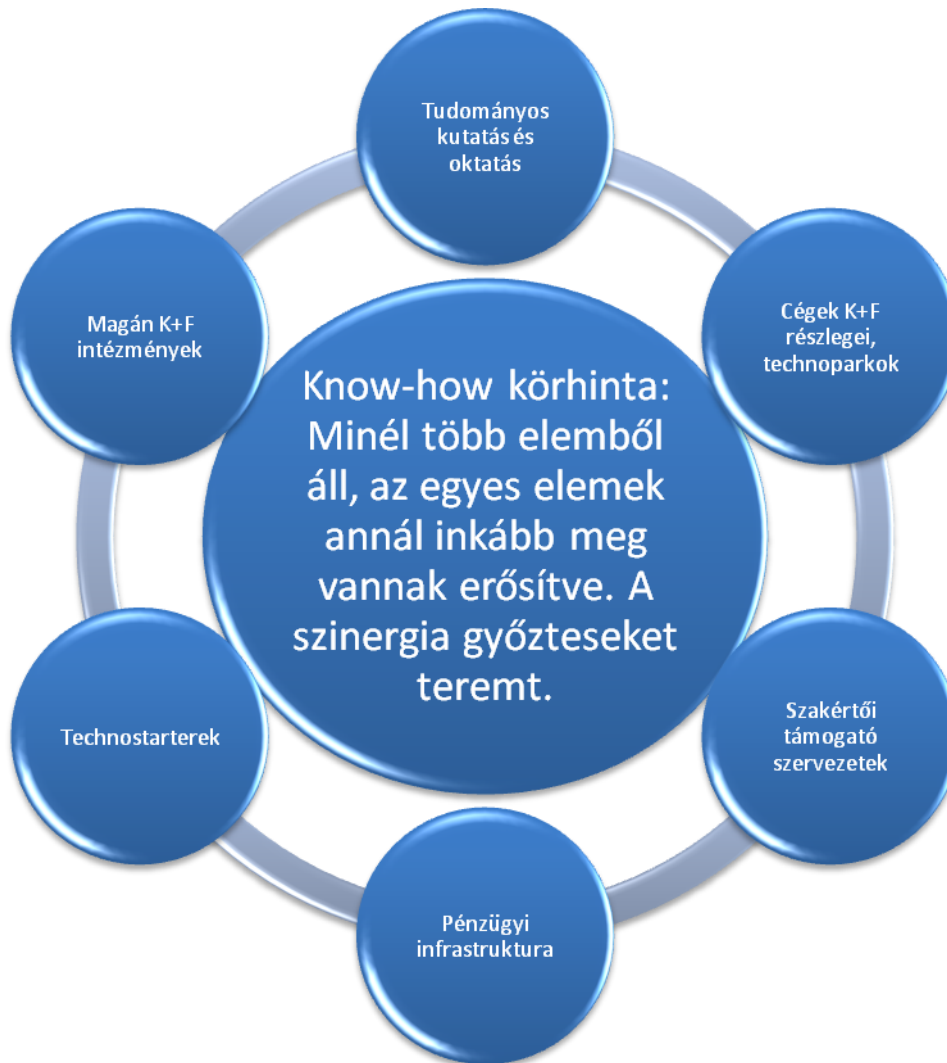 Tudományos
kutatás és
oktatás
Cégek K+F
részlegei,
technoparkok
Szakértői
támogató
szervezetek
Pénzügyi
infrastruktura
Technostarterek
Magán K+F
intézmények
Know-how körhinta:
Minél több elemből
áll, az egyes elemek
annál inkább meg
vannak erősítve. A
szinergia győzteseket
teremt.